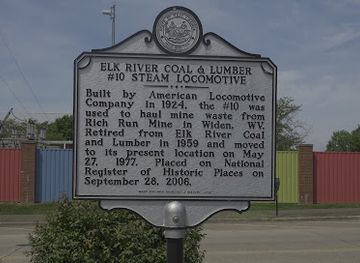 ELK RIVER COAL & LUMBER
#10 STEAM LOCOMOTIVE
Built by American Locomotive
Company in 1924, the #10 was
used to haul mine waste from
Rich Run Mine in Widen, WV.
Retired from Elk River Coal
and Lumber in 1959 and moved
to its present location on May
27, 1977. Placed on National
Register of Historic Places on
September 28, 2006.